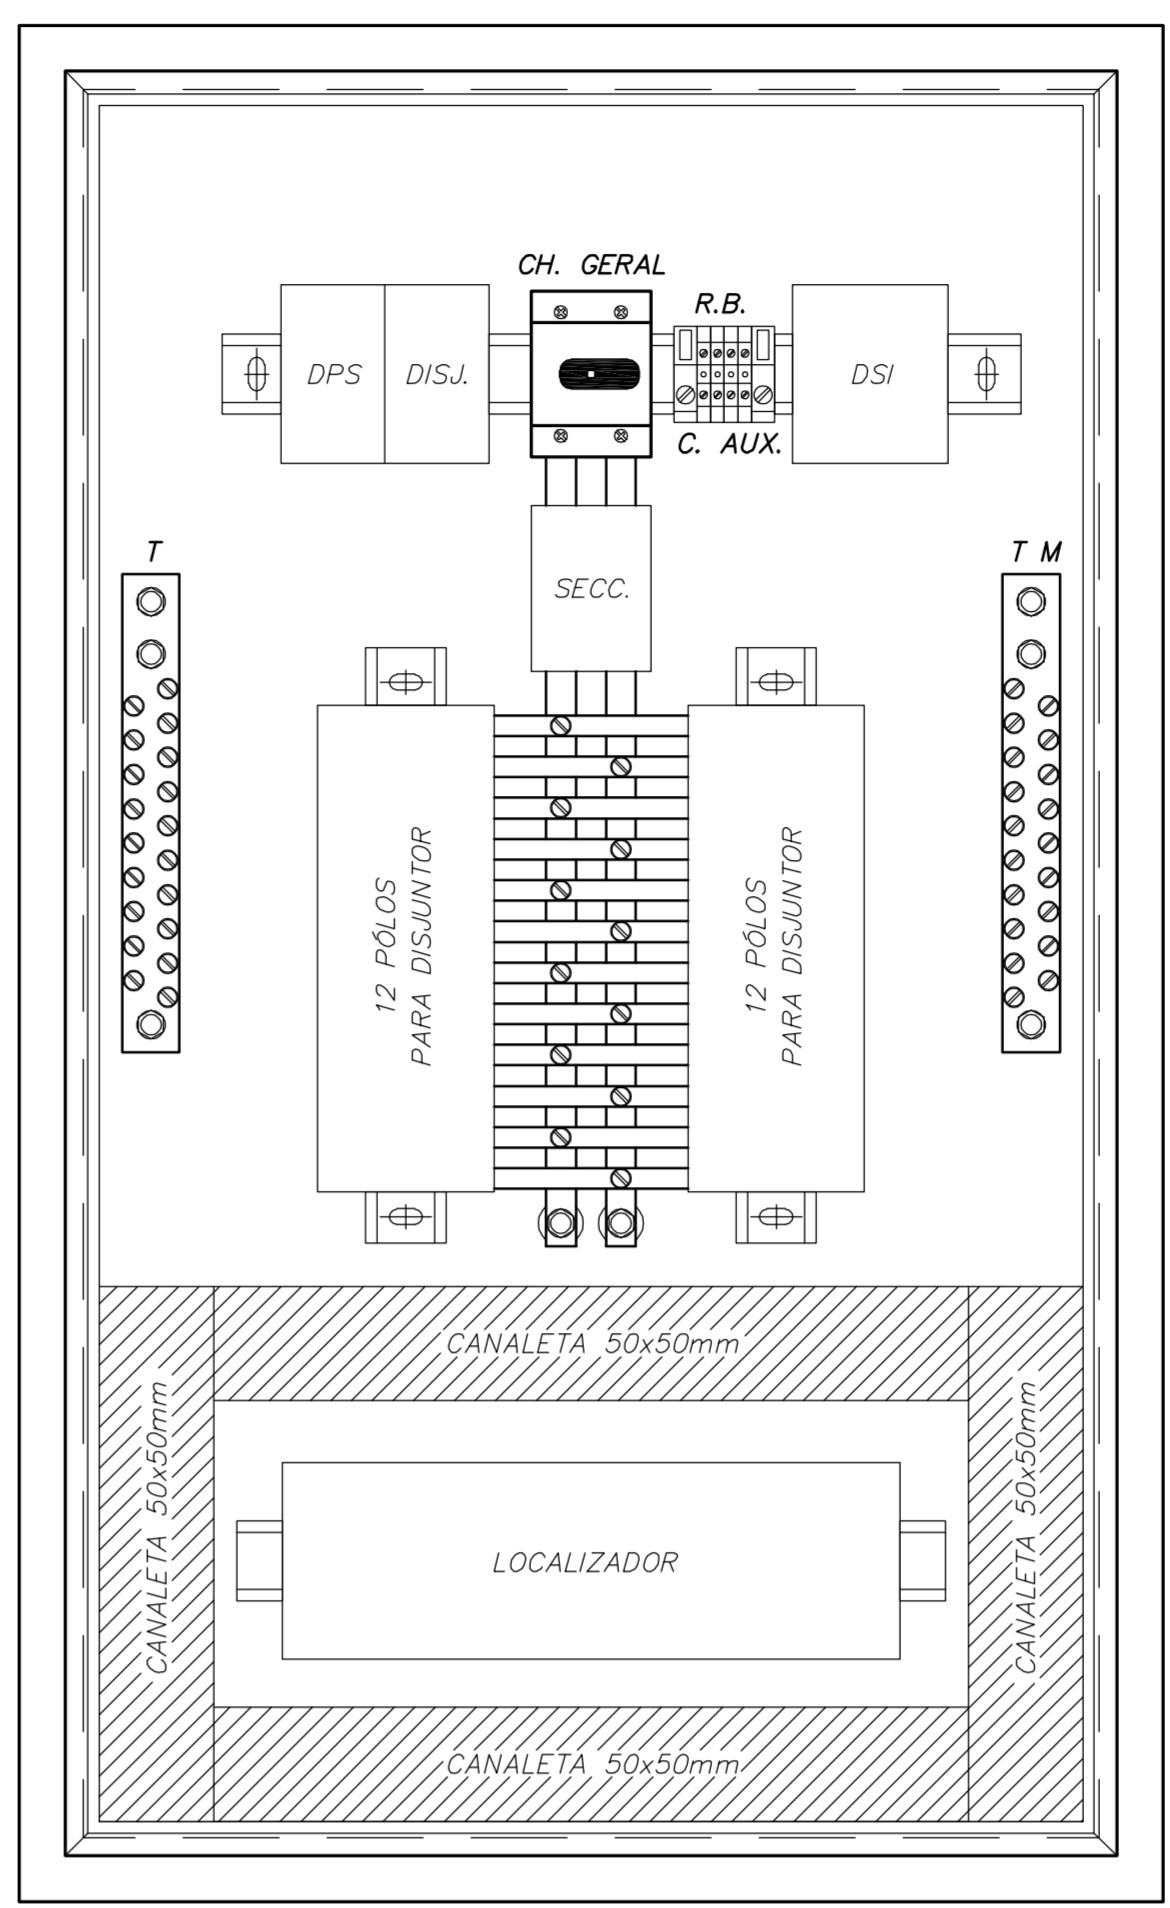 CH. GERAL
R.B.
DPS
DISJ.
DSI
C. AUX.
T
T M
SECC.
12 PÓLOS
PARA DISJUNTOR
12 PÓLOS
PARA DISJUNTOR
CANALETA 50x50mm
CANALETA 50x50mm
CANALETA 50x50mm
LOCALIZADOR
CANALETA 50x50mm